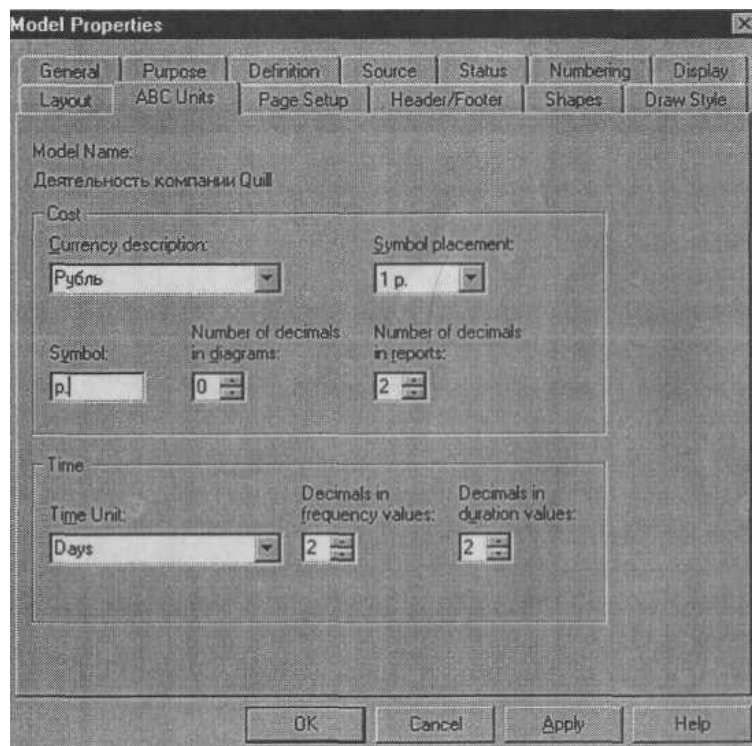 Model Properties
General Purpose Definition Source Status Numbering Display
Layout ABC Units Page Setup Header/Footer Shapes Draw Style
Model Name:
Деятельность компании Quill
Cost
Currency description: Symbol placement:
Рубль 1 р.
Number of decimals Number of decimals
Symbol: in diagrams: in reports:
р. 0 2
Time
Decimals in Decimals in
Time Unit: frequency values: duration values:
Days 2 2
OK Cancel Apply Help